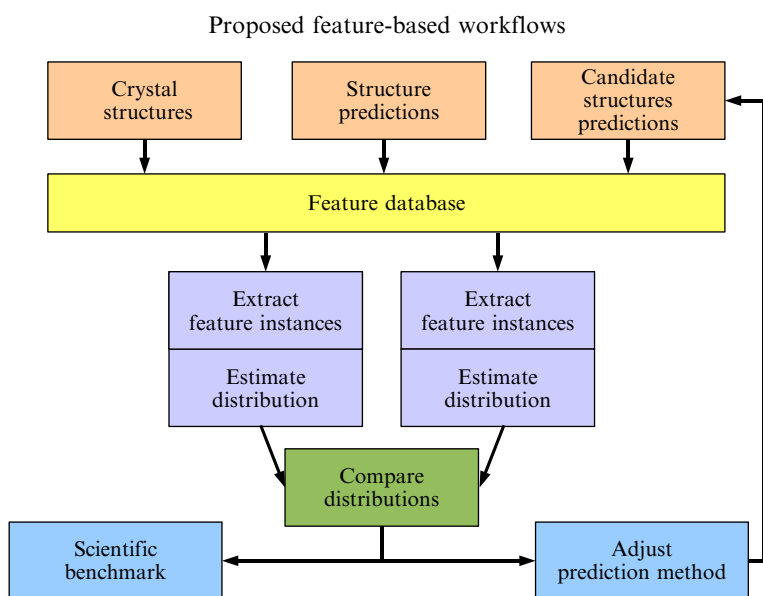 Proposed feature-based workflows
Crystal
structures
Structure
predictions
Candidate
structures
predictions
Feature database
Extract
feature instances
Estimate
distribution
Extract
feature instances
Estimate
distribution
Compare
distributions
Scientific
benchmark
Adjust
prediction method